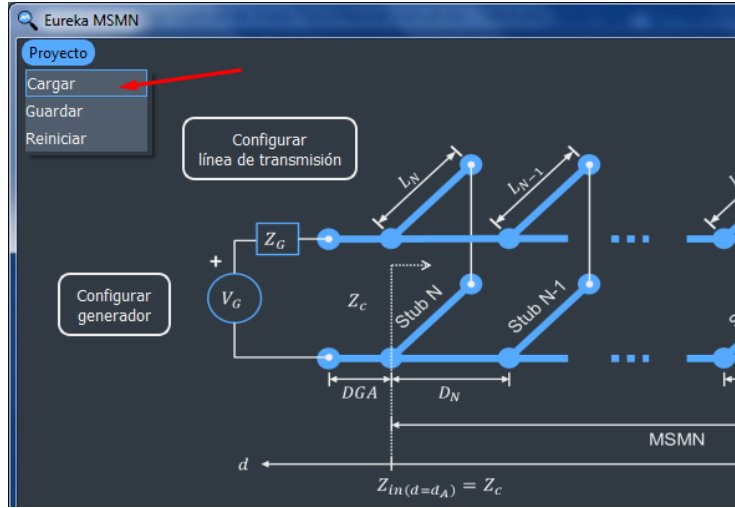 Eureka MSMN
Proyecto
Cargar
Guardar
Reiniciar
Configurar
línea de transmisión
L_N
L_{N-1}
Z_G
+
Configurar
generador
V_G
Z_c
Stub N
Stub N-1
DGA
D_N
MSMN
d
Z_{in(d=d_A)} = Z_c